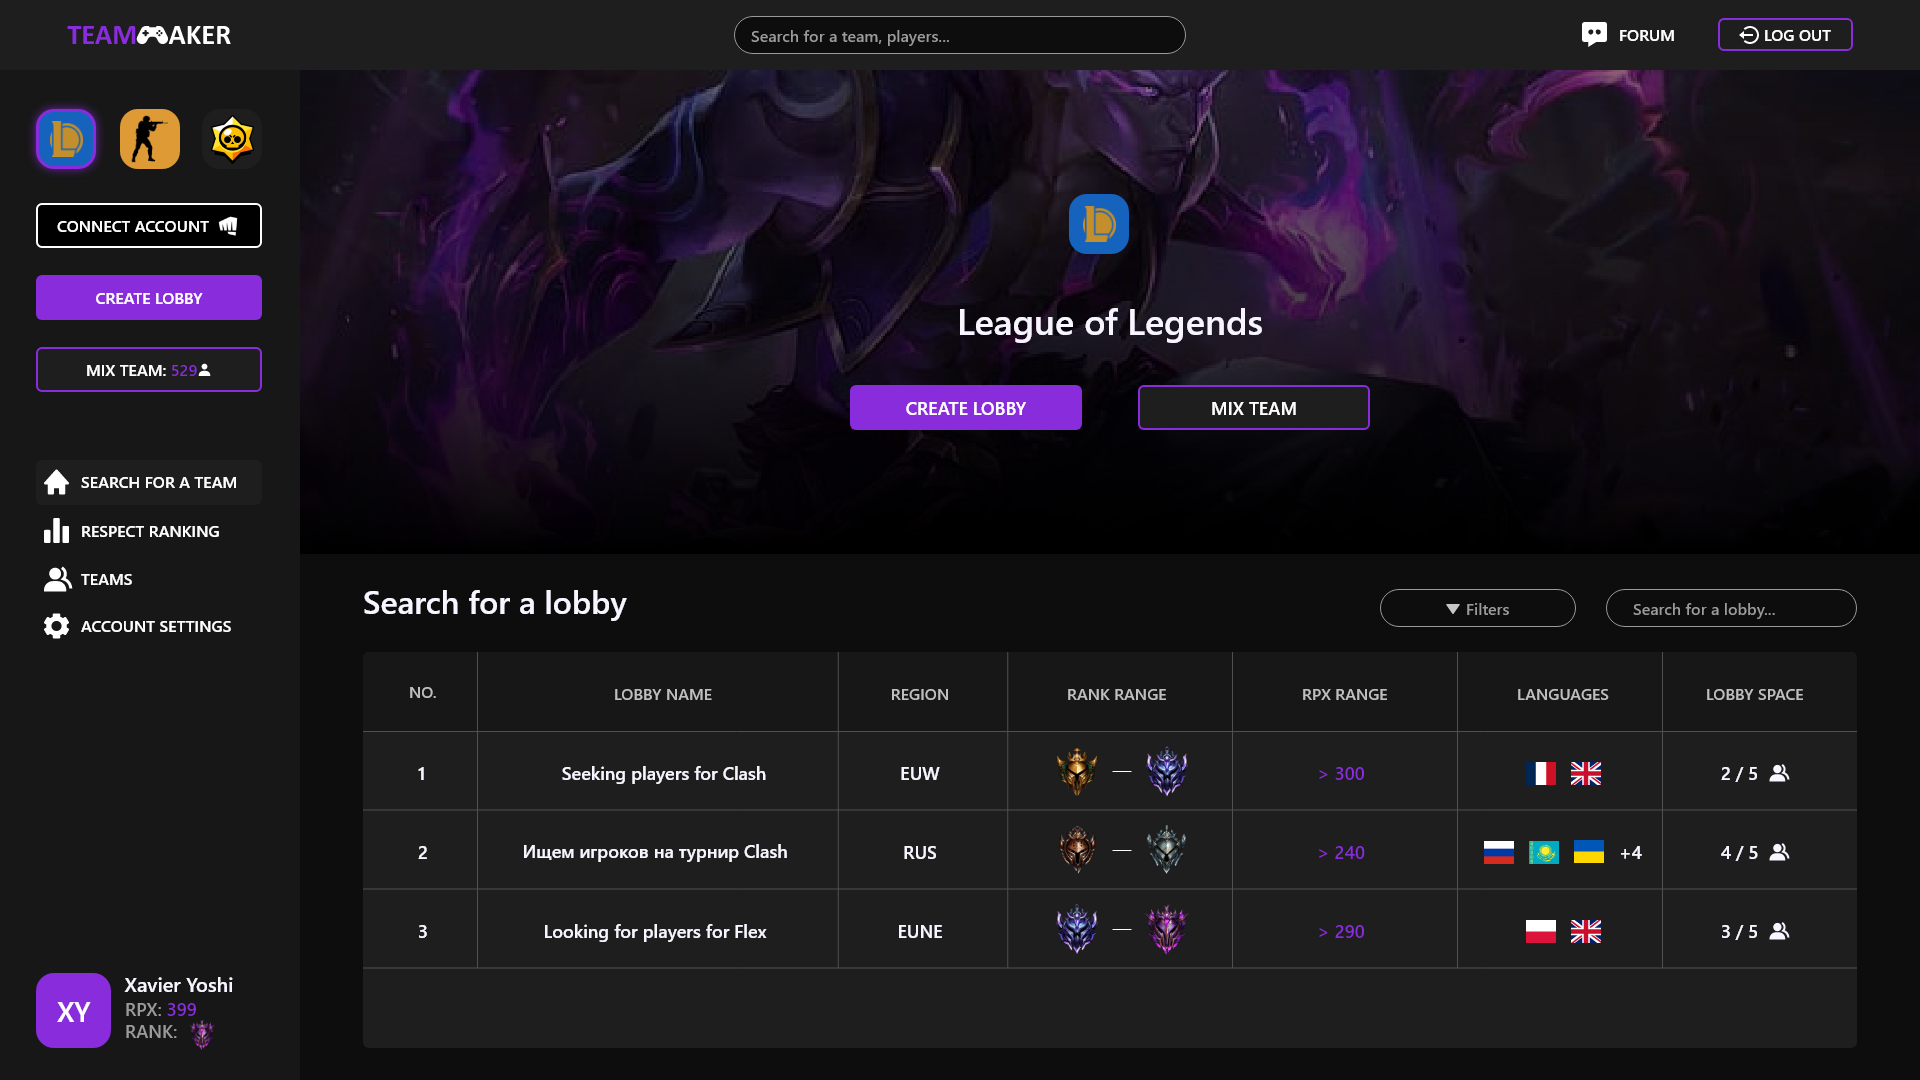 TEAM AKER
Search for a team, players...
FORUM
LOG OUT
CONNECT ACCOUNT
CREATE LOBBY
MIX TEAM: 529
SEARCH FOR A TEAM
RESPECT RANKING
TEAMS
ACCOUNT SETTINGS
XY
Xavier Yoshi
RPX: 399
RANK:
League of Legends
CREATE LOBBY
MIX TEAM
Search for a lobby
Filters
Search for a lobby...
NO. LOBBY NAME REGION RANK RANGE RPX RANGE LANGUAGES LOBBY SPACE
1 Seeking players for Clash EUW — > 300 2 / 5
2 Ищем игроков на турнир Clash RUS — > 240 +4 4 / 5
3 Looking for players for Flex EUNE — > 290 3 / 5